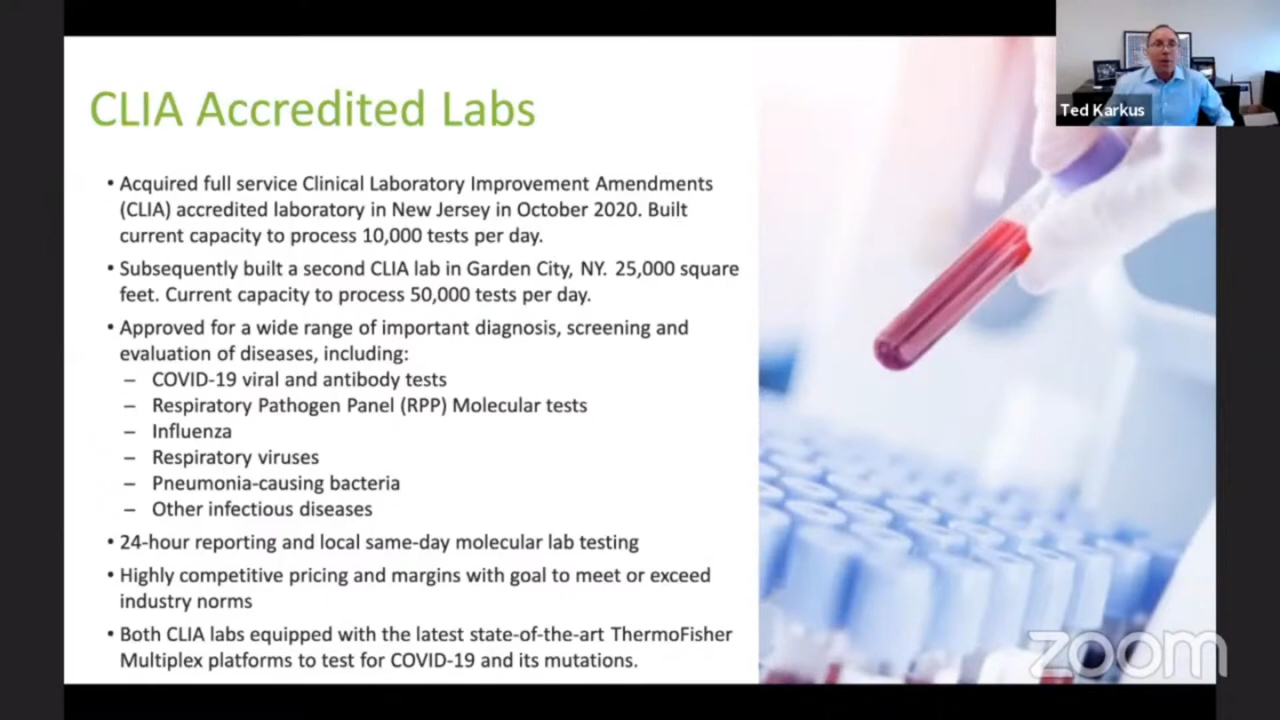 CLIA Accredited Labs
• Acquired full service Clinical Laboratory Improvement Amendments
(CLIA) accredited laboratory in New Jersey in October 2020. Built
current capacity to process 10,000 tests per day.
• Subsequently built a second CLIA lab in Garden City, NY. 25,000 square
feet. Current capacity to process 50,000 tests per day.
• Approved for a wide range of important diagnosis, screening and
evaluation of diseases, including:
– COVID-19 viral and antibody tests
– Respiratory Pathogen Panel (RPP) Molecular tests
– Influenza
– Respiratory viruses
– Pneumonia-causing bacteria
– Other infectious diseases
• 24-hour reporting and local same-day molecular lab testing
• Highly competitive pricing and margins with goal to meet or exceed
industry norms
• Both CLIA labs equipped with the latest state-of-the-art ThermoFisher
Multiplex platforms to test for COVID-19 and its mutations.
Ted Karkus
zoom